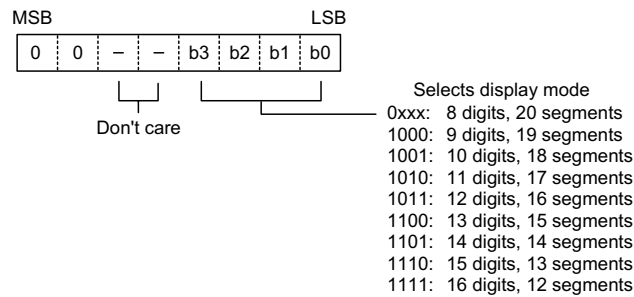 MSB LSB
0 0 – – b3 b2 b1 b0
Don't care
Selects display mode
0xxx: 8 digits, 20 segments
1000: 9 digits, 19 segments
1001: 10 digits, 18 segments
1010: 11 digits, 17 segments
1011: 12 digits, 16 segments
1100: 13 digits, 15 segments
1101: 14 digits, 14 segments
1110: 15 digits, 13 segments
1111: 16 digits, 12 segments